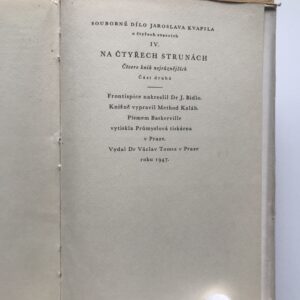 SOUBORNÉ DÍLO JAROSLAVA KVAPILA
o čtyřech svazcích
IV.
NA ČTYŘECH STRUNÁCH
Čtvero knih nejrůznějších
Část druhá
Frontispice nakreslil Dr J. Bidlo.
Knižně vypravil Method Kaláb.
Písmem Baskerville
vytiskla Průmyslová tiskárna
v Praze.
Vydal Dr Václav Tomsa v Praze
roku 1947.